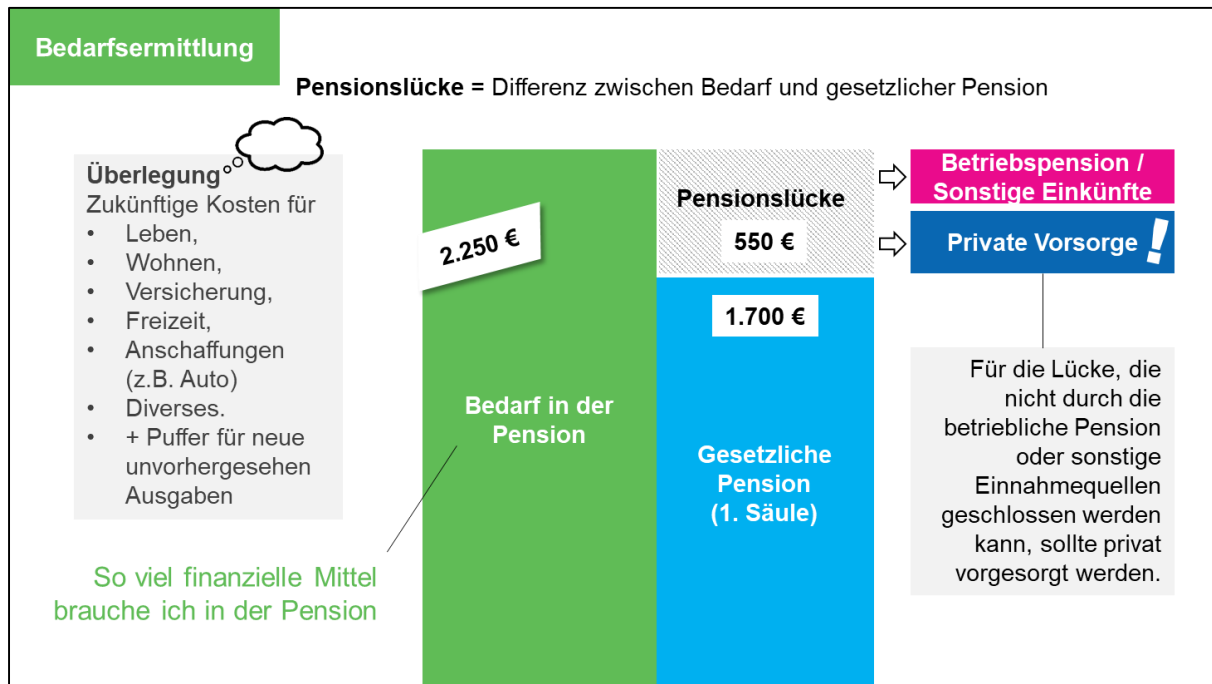 Bedarfsermittlung
Pensionslücke = Differenz zwischen Bedarf und gesetzlicher Pension
Überlegung
Zukünftige Kosten für
• Leben,
• Wohnen,
• Versicherung,
• Freizeit,
• Anschaffungen
(z.B. Auto)
• Diverses.
• + Puffer für neue
unvorhergesehen
Ausgaben
So viel finanzielle Mittel
brauche ich in der Pension
2.250 €
Bedarf in der
Pension
Pensionslücke
550 €
1.700 €
Gesetzliche
Pension
(1. Säule)
Betriebspension /
Sonstige Einkünfte
Private Vorsorge !
Für die Lücke, die
nicht durch die
betriebliche Pension
oder sonstige
Einnahmequellen
geschlossen werden
kann, sollte privat
vorgesorgt werden.